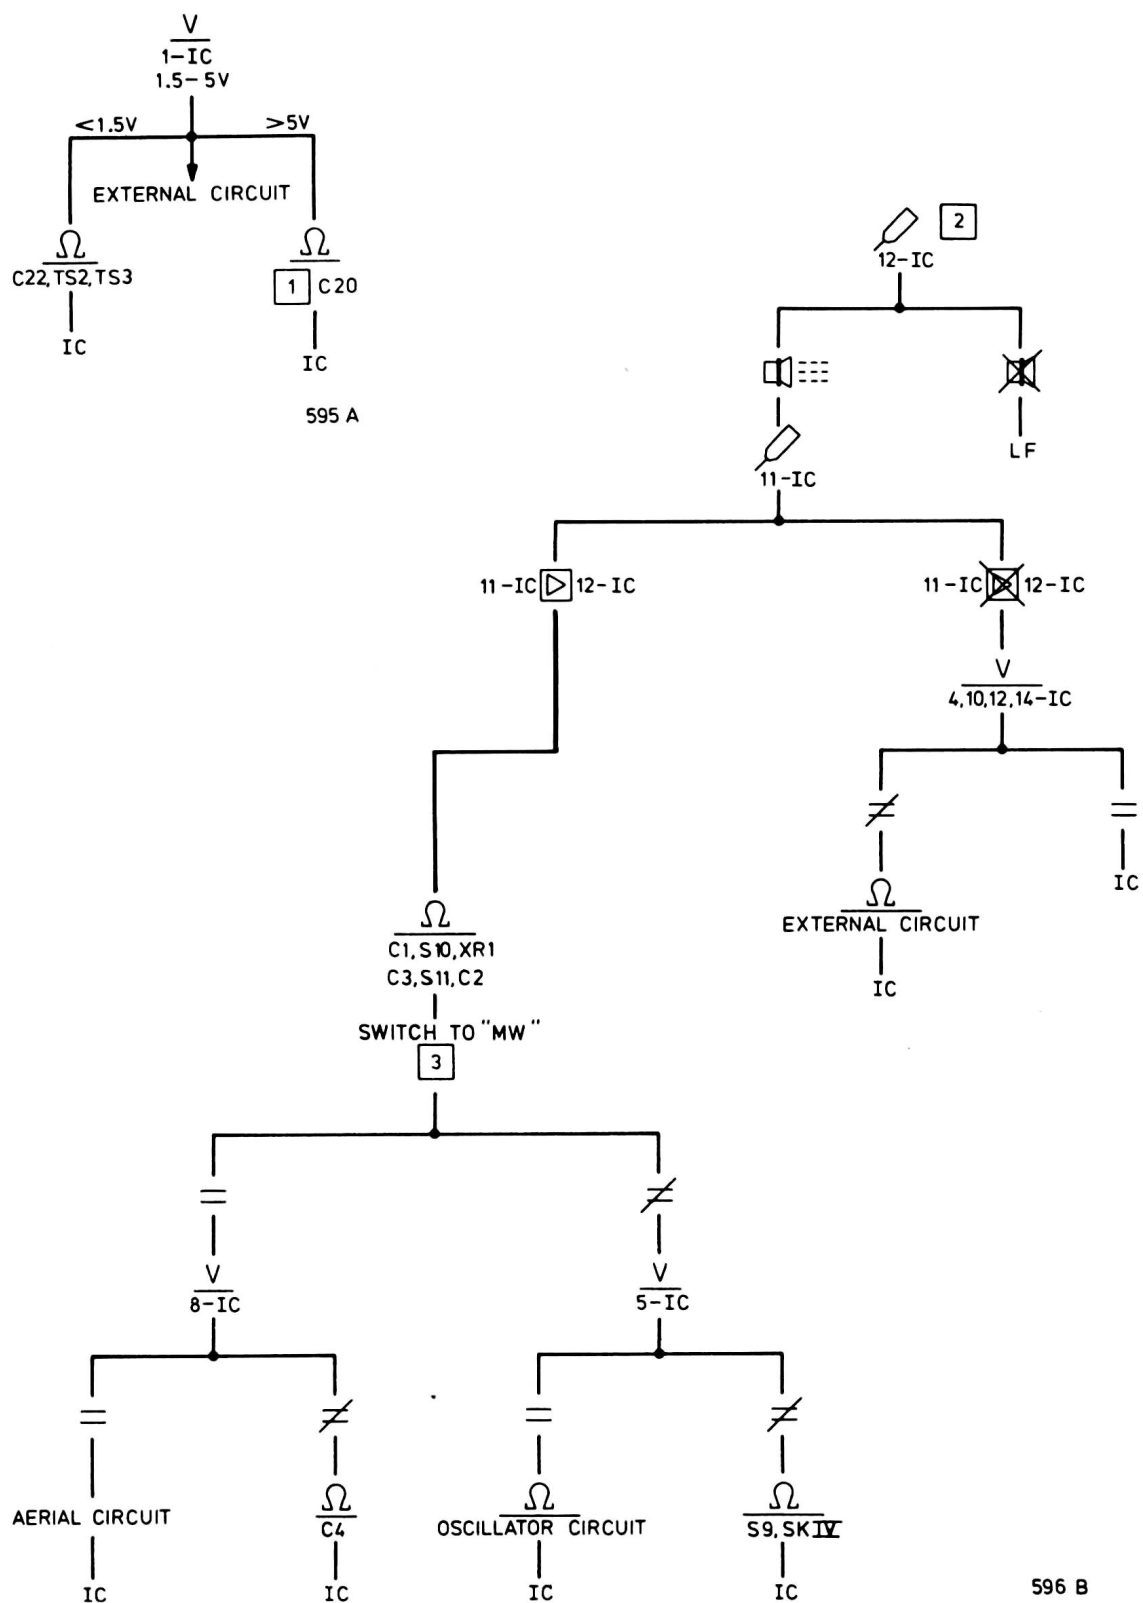 V
1-IC
1.5-5V
<1.5V
>5V
EXTERNAL CIRCUIT
Ω
C22,TS2,TS3
IC
Ω
1 C20
IC
595 A
2
12-IC
LF
11-IC
11-IC 12-IC
11-IC 12-IC
V
4,10,12,14-IC
=
≠
Ω
EXTERNAL CIRCUIT
IC
IC
Ω
C1,S10,XR1
C3,S11,C2
SWITCH TO "MW"
3
=
≠
V
8-IC
V
5-IC
=
≠
=
≠
AERIAL CIRCUIT
IC
Ω
C4
IC
Ω
OSCILLATOR CIRCUIT
IC
Ω
S9,SKIV
IC
596 B